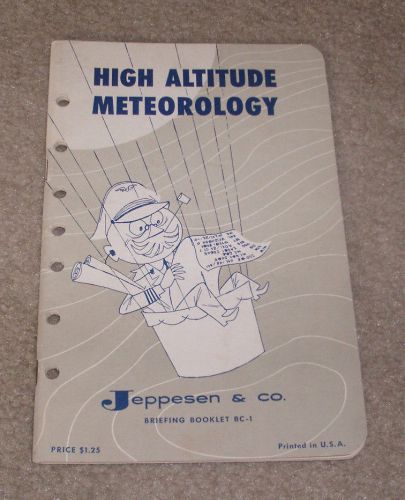 HIGH ALTITUDE
METEOROLOGY
Jeppesen & CO.
BRIEFING BOOKLET BC-1
PRICE $1.25
Printed in U.S.A.